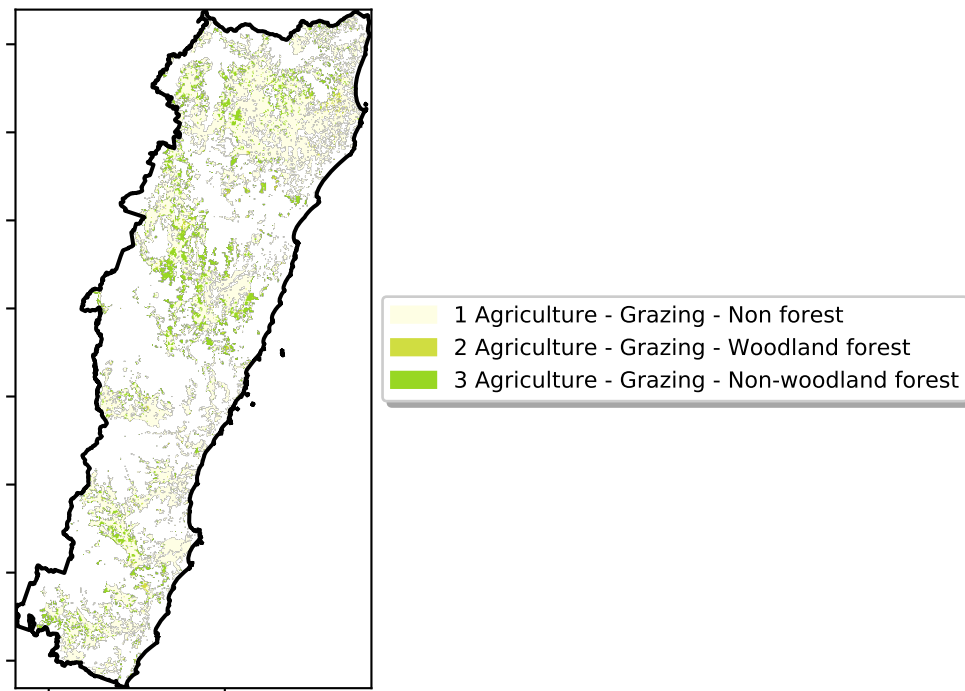 1 Agriculture - Grazing - Non forest
2 Agriculture - Grazing - Woodland forest
3 Agriculture - Grazing - Non-woodland forest